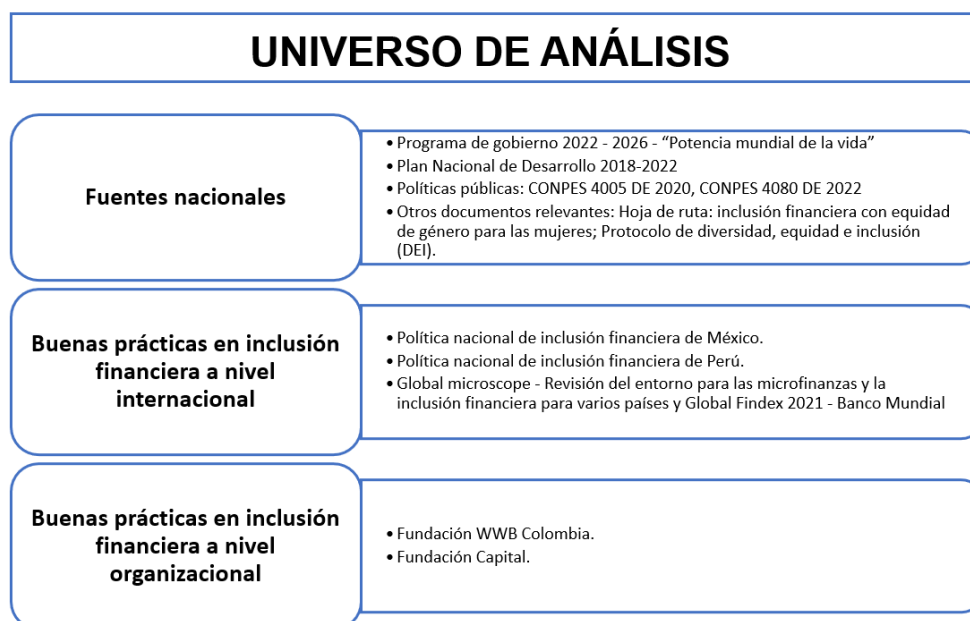 UNIVERSO DE ANÁLISIS
Fuentes nacionales
• Programa de gobierno 2022 - 2026 - “Potencia mundial de la vida”
• Plan Nacional de Desarrollo 2018-2022
• Políticas públicas: CONPES 4005 DE 2020, CONPES 4080 DE 2022
• Otros documentos relevantes: Hoja de ruta: inclusión financiera con equidad
de género para las mujeres; Protocolo de diversidad, equidad e inclusión
(DEI).
Buenas prácticas en inclusión
financiera a nivel
internacional
• Política nacional de inclusión financiera de México.
• Política nacional de inclusión financiera de Perú.
• Global microscope - Revisión del entorno para las microfinanzas y la
inclusión financiera para varios países y Global Findex 2021 - Banco Mundial
Buenas prácticas en inclusión
financiera a nivel
organizacional
• Fundación WWB Colombia.
• Fundación Capital.